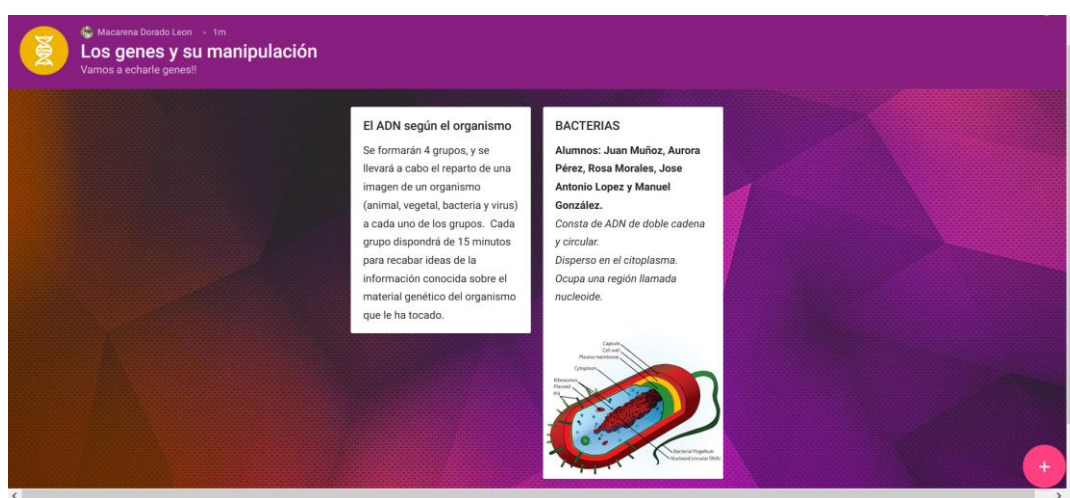 Macarena Dorado Leon • 1m
Los genes y su manipulación
Vamos a echarle genes!!
El ADN según el organismo
Se formarán 4 grupos, y se
llevará a cabo el reparto de una
imagen de un organismo
(animal, vegetal, bacteria y virus)
a cada uno de los grupos. Cada
grupo dispondrá de 15 minutos
para recabar ideas de la
información conocida sobre el
material genético del organismo
que le ha tocado.
BACTERIAS
Alumnos: Juan Muñoz, Aurora
Pérez, Rosa Morales, Jose
Antonio Lopez y Manuel
González.
Consta de ADN de doble cadena
y circular.
Disperso en el citoplasma.
Ocupa una región llamada
nucleoide.
Capsule
Cell wall
Plasma membrane
Cytoplasm
Ribosomes
Plasmid
Pili
Bacterial Flagellum
Nucleoid (circular DNA)